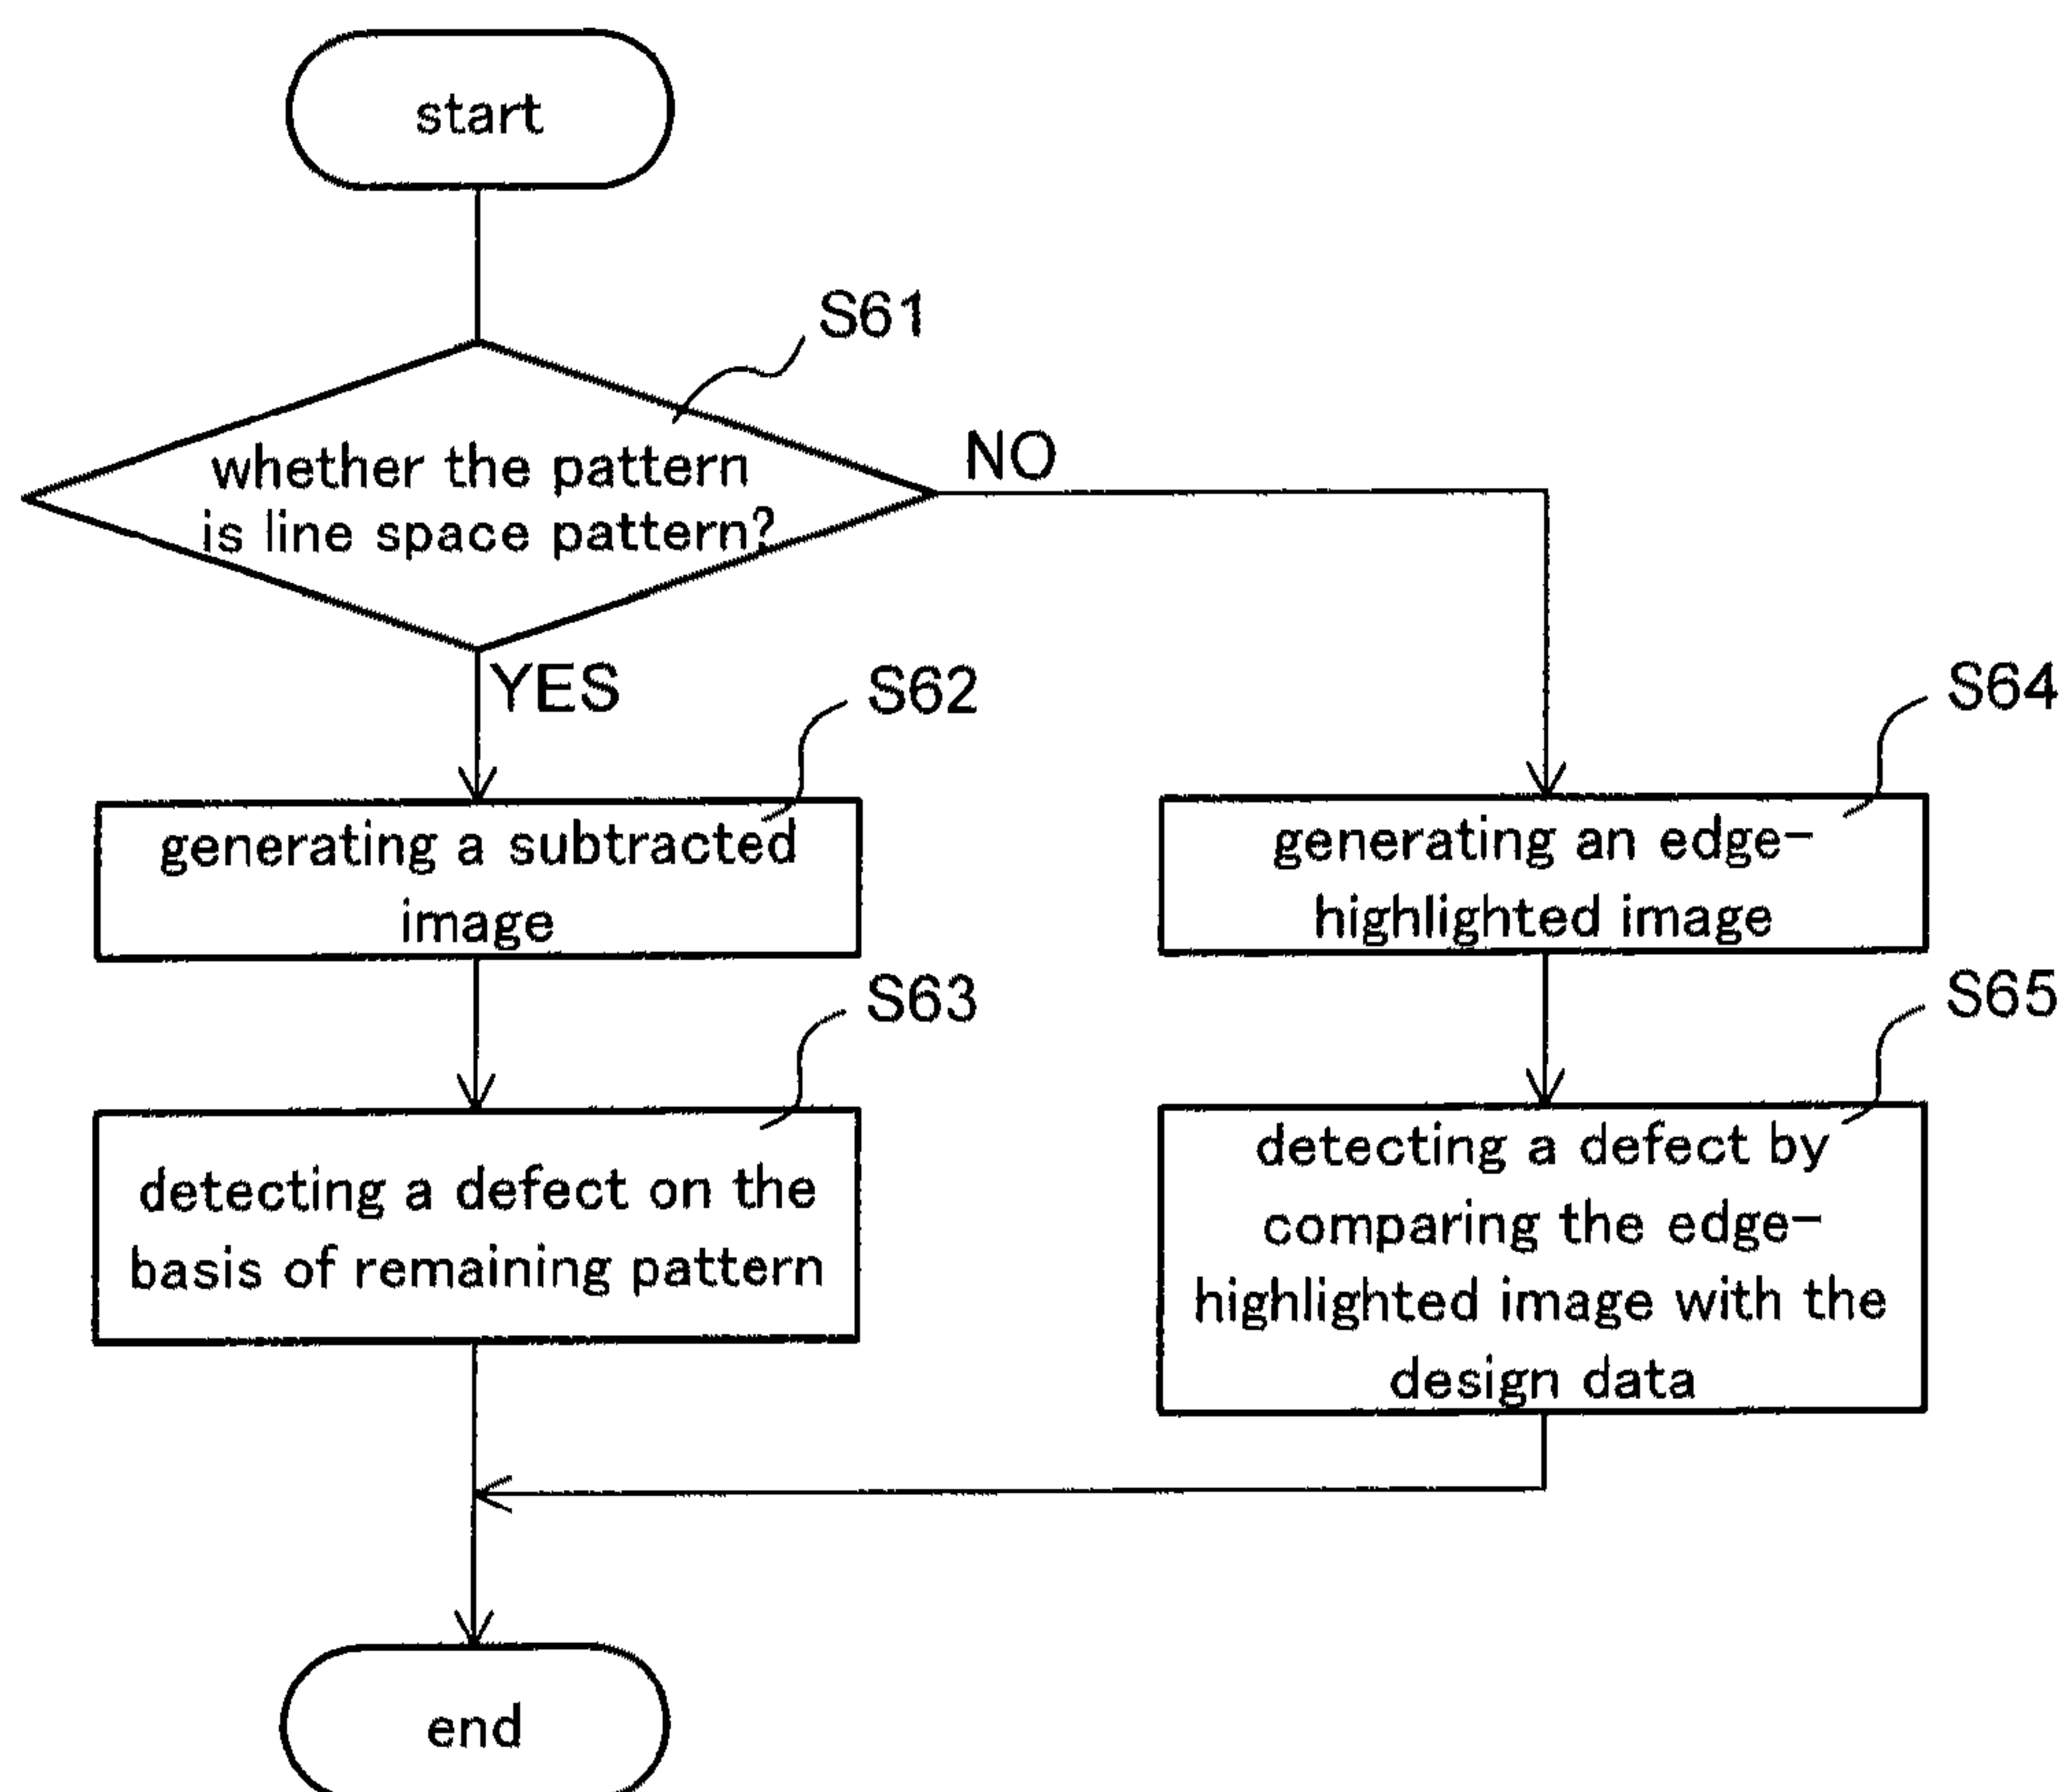 start
S61
whether the pattern
is line space pattern?
NO
YES
S62
generating a subtracted
image
S63
detecting a defect on the
basis of remaining pattern
S64
generating an edge-
highlighted image
S65
detecting a defect by
comparing the edge-
highlighted image with the
design data
end